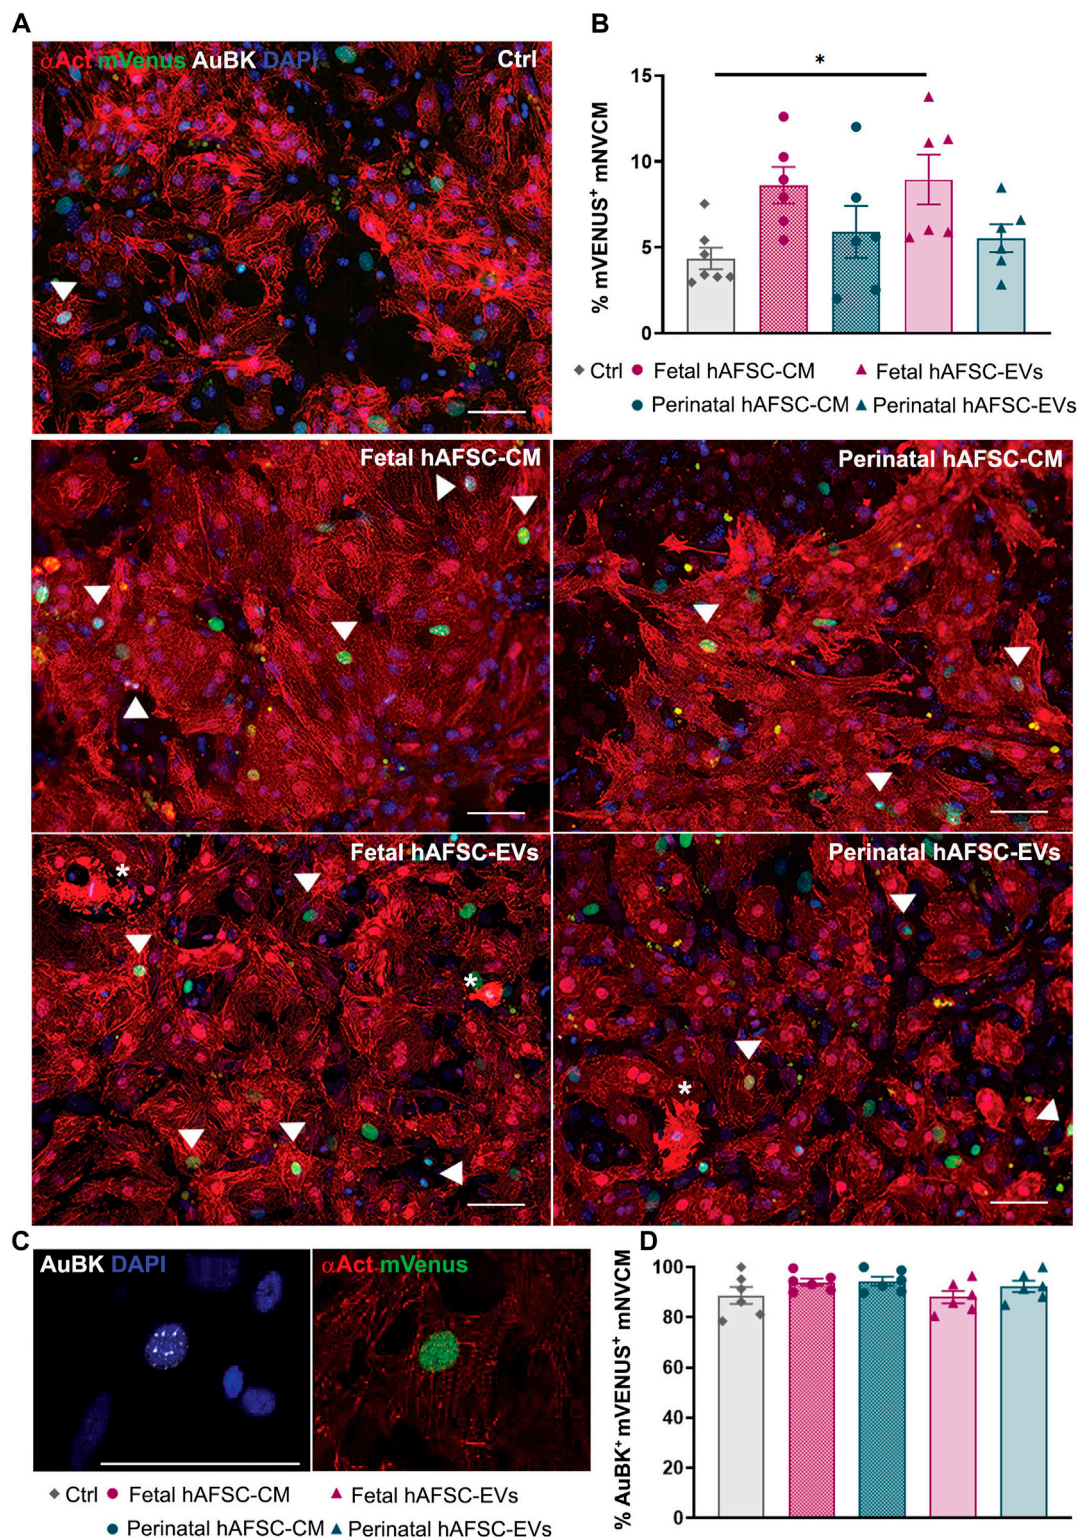 A
αAct mVenus AuBK DAPI Ctrl
B
*
15
10
5
0
% mVENUS⁺ mNVCM
Ctrl Fetal hAFSC-CM Fetal hAFSC-EVs
Perinatal hAFSC-CM Perinatal hAFSC-EVs
Fetal hAFSC-CM
Perinatal hAFSC-CM
Fetal hAFSC-EVs
*
*
Perinatal hAFSC-EVs
*
C
AuBK DAPI
αAct mVenus
Ctrl Fetal hAFSC-CM Fetal hAFSC-EVs
Perinatal hAFSC-CM Perinatal hAFSC-EVs
D
100
80
60
40
20
0
% AuBK⁺ mVENUS⁺ mNVCM